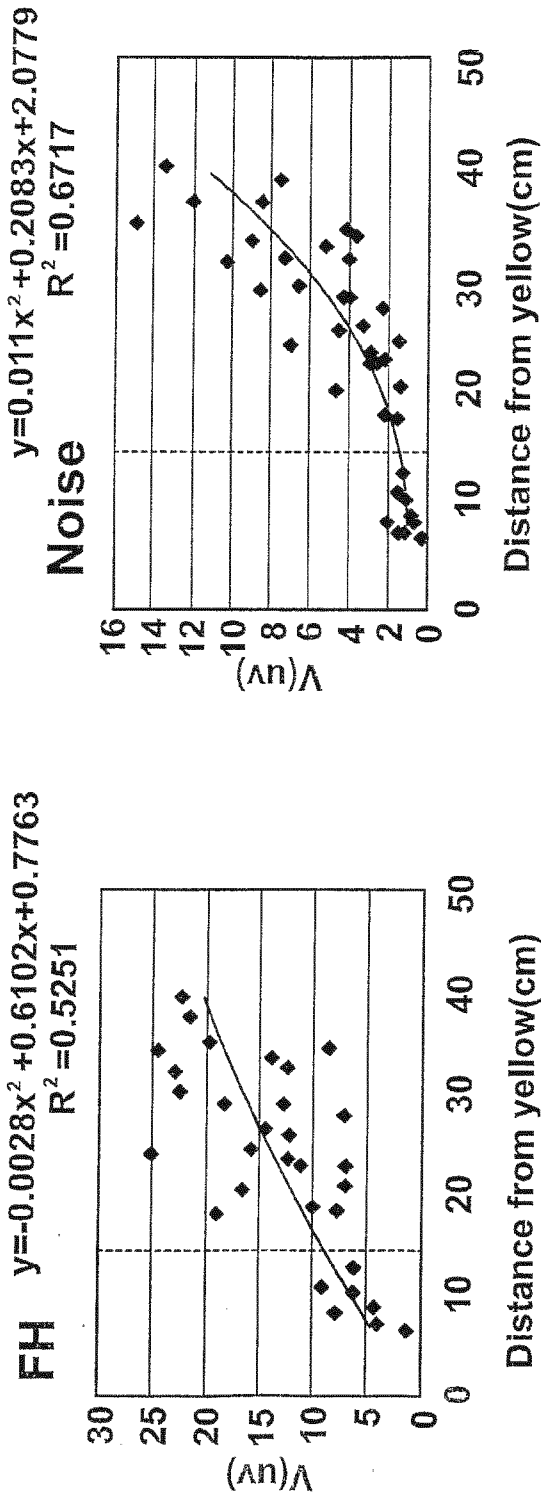 FH
y=-0.0028x² +0.6102x+0.7763
R² =0.5251
V(uv)
30
25
20
15
10
5
0
0 10 20 30 40 50
Distance from yellow(cm)
Noise
y=0.011x² +0.2083x+2.0779
R² =0.6717
V(uv)
16
14
12
10
8
6
4
2
0
0 10 20 30 40 50
Distance from yellow(cm)